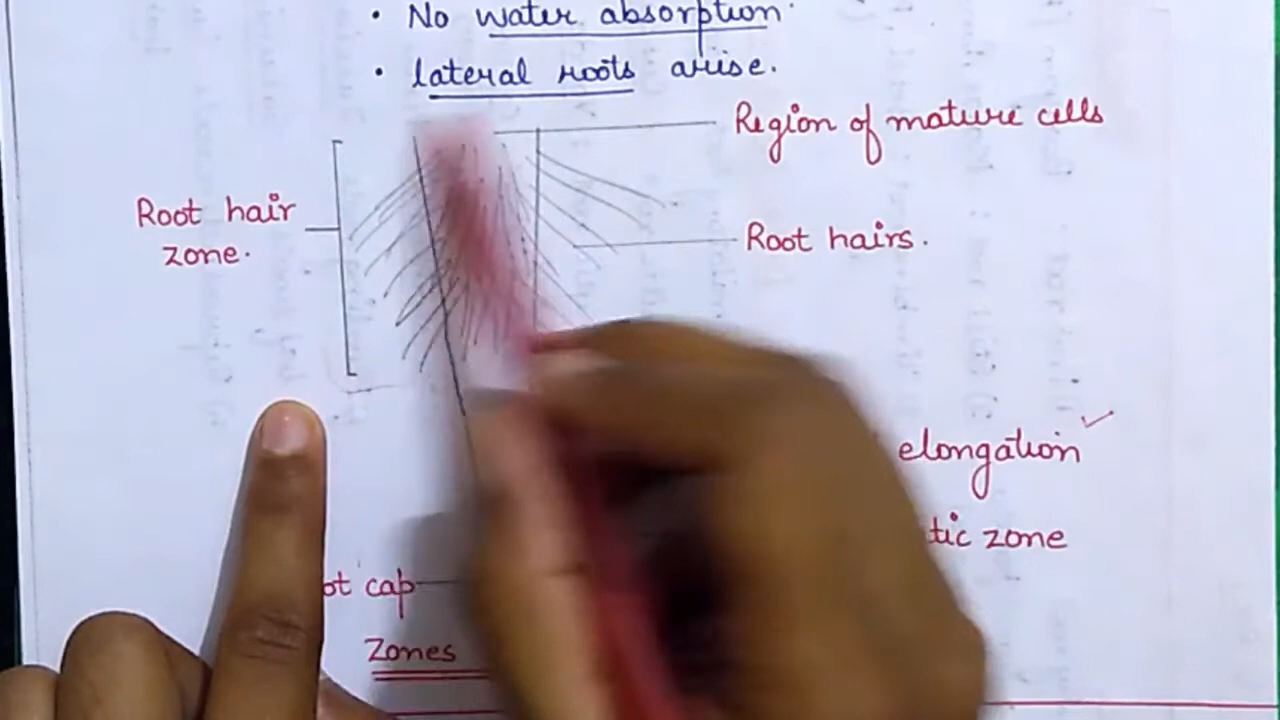 • No water absorption.
• lateral roots arise.
Region of mature cells
Root hair
zone.
Root hairs.
elongation ✓
tic zone
ot cap
Zones